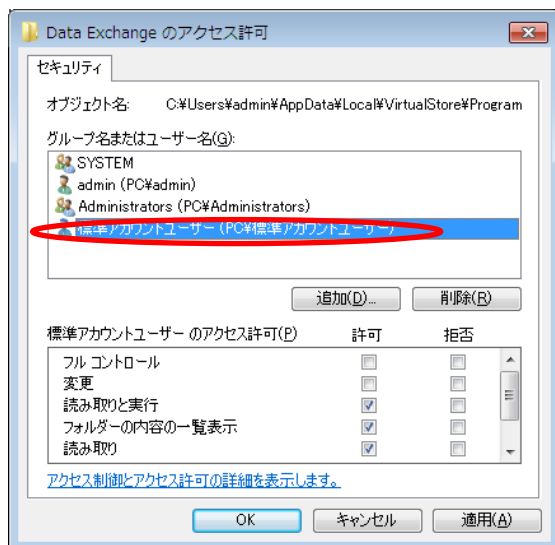 Data Exchange のアクセス許可
セキュリティ
オブジェクト名: C:¥Users¥admin¥AppData¥Local¥VirtualStore¥Program
グループ名またはユーザー名(G):
SYSTEM
admin (PC¥admin)
Administrators (PC¥Administrators)
標準アカウントユーザー (PC¥標準アカウントユーザー)
追加(D)... 削除(R)
標準アカウントユーザー のアクセス許可(P) 許可 拒否
フル コントロール
変更
読み取りと実行
フォルダーの内容の一覧表示
読み取り
アクセス制御とアクセス許可の詳細を表示します。
OK キャンセル 適用(A)